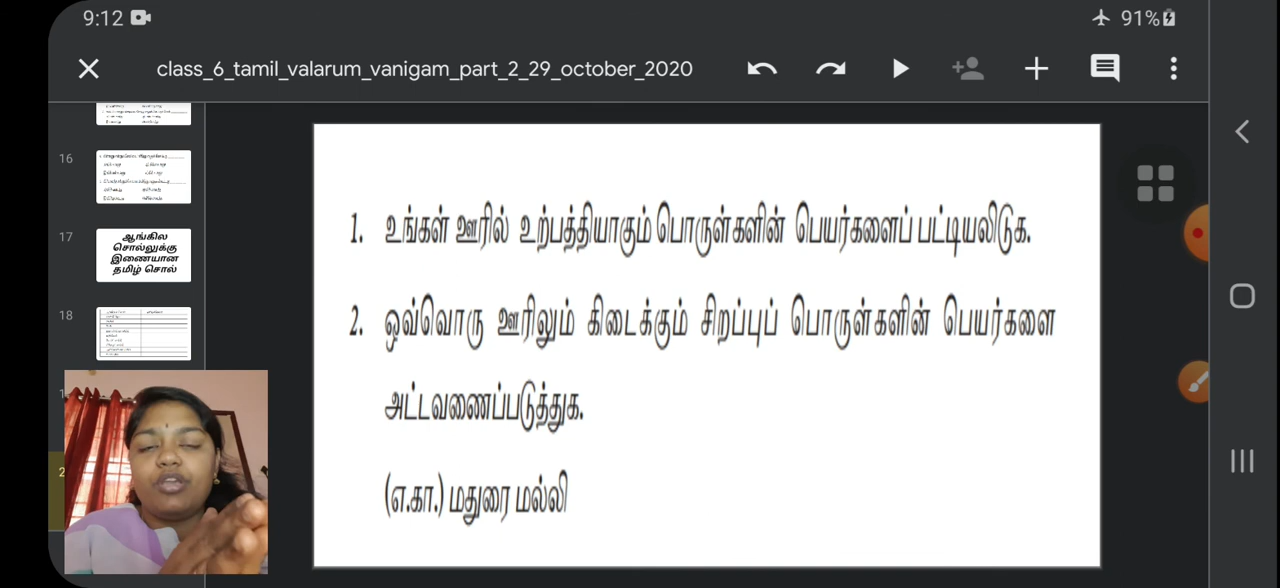 9:12
91%
class_6_tamil_valarum_vanigam_part_2_29_october_2020
16
17
ஆங்கில
சொல்லுக்கு
இணையான
தமிழ் சொல்
18
1. உங்கள் ஊரில் உற்பத்தியாகும் பொருள்களின் பெயர்களைப் பட்டியலிடுக.
2. ஒவ்வொரு ஊரிலும் கிடைக்கும் சிறப்புப் பொருள்களின் பெயர்களை
அட்டவணைப்படுத்துக.
(எ.கா.) மதுரை மல்லி